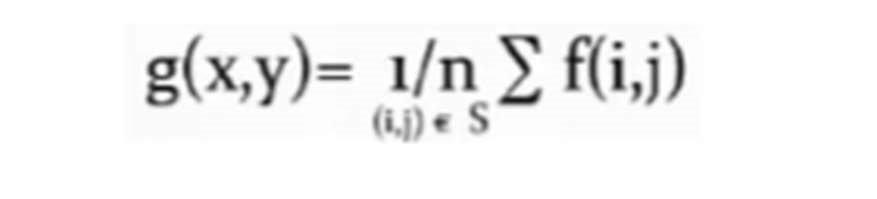 g(x,y)= 1/n ∑ f(i,j)
(i,j) ϵ S